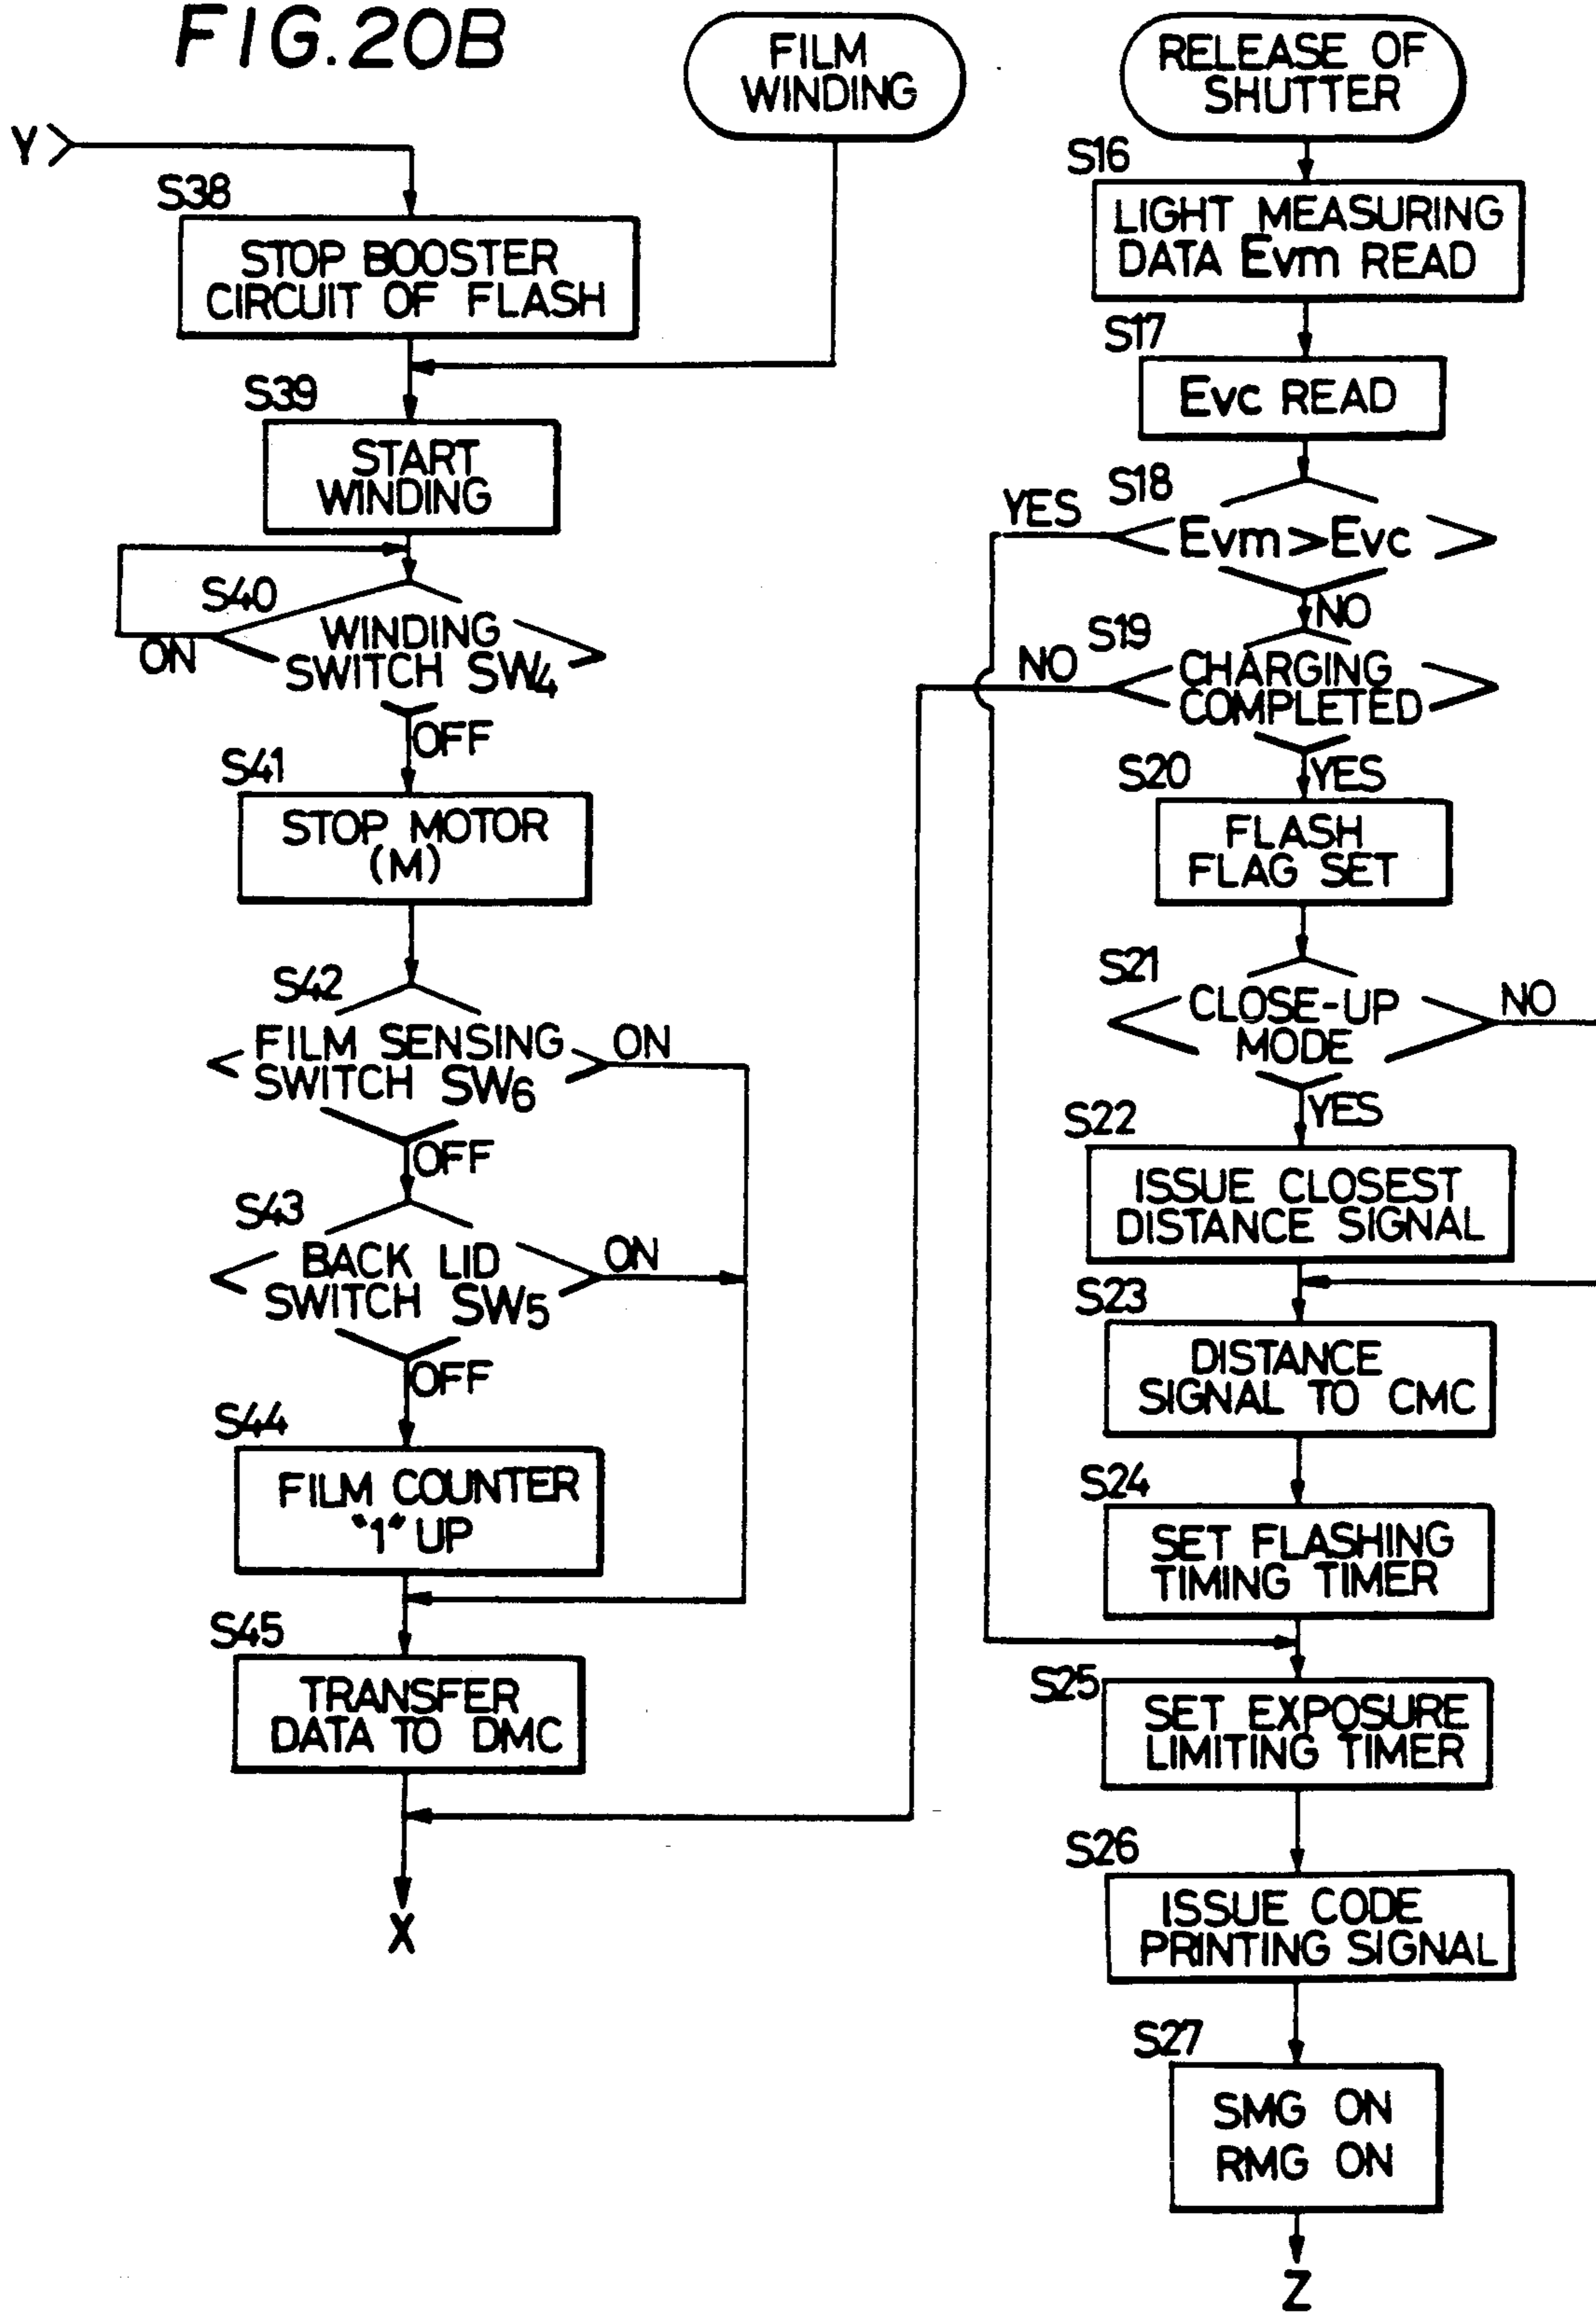 FIG.20B
FILM
WINDING
Y
S38
STOP BOOSTER
CIRCUIT OF FLASH
S39
START
WINDING
S40
WINDING
SWITCH SW4
ON
OFF
S41
STOP MOTOR
(M)
S42
FILM SENSING
SWITCH SW6
ON
OFF
S43
BACK LID
SWITCH SW5
ON
OFF
S44
FILM COUNTER
"1" UP
S45
TRANSFER
DATA TO DMC
X
RELEASE OF
SHUTTER
S16
LIGHT MEASURING
DATA Evm READ
S17
Evc READ
S18
YES
Evm>Evc
NO
S19
NO
CHARGING
COMPLETED
YES
S20
FLASH
FLAG SET
S21
CLOSE-UP
MODE
NO
YES
S22
ISSUE CLOSEST
DISTANCE SIGNAL
S23
DISTANCE
SIGNAL TO CMC
S24
SET FLASHING
TIMING TIMER
S25
SET EXPOSURE
LIMITING TIMER
S26
ISSUE CODE
PRINTING SIGNAL
S27
SMG ON
RMG ON
Z